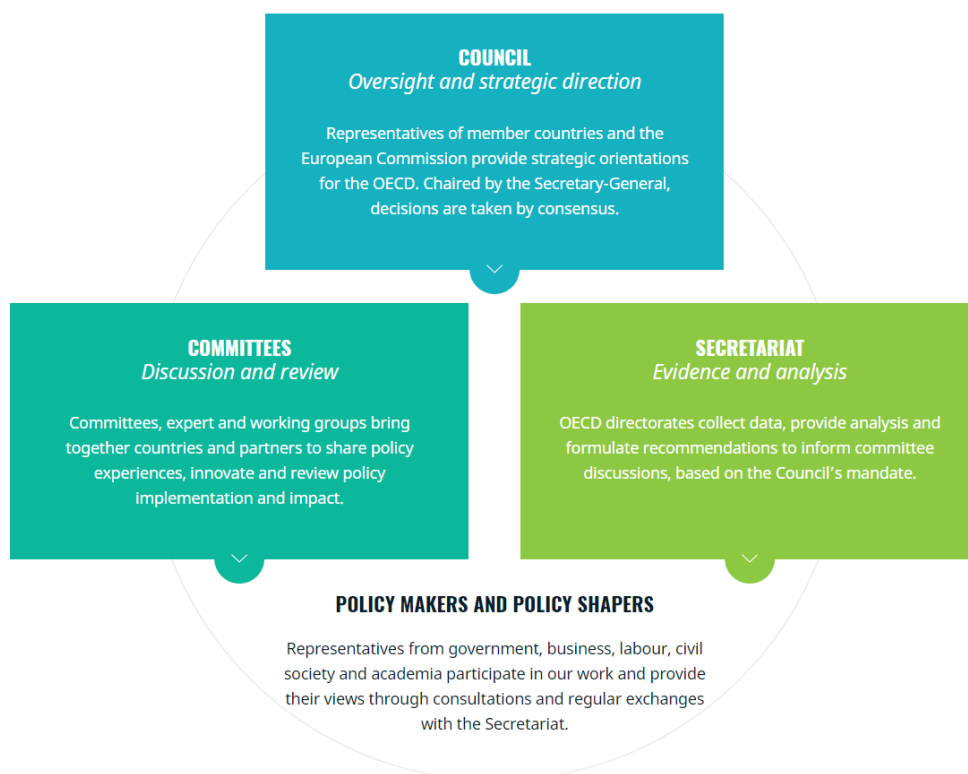 COUNCIL
Oversight and strategic direction
Representatives of member countries and the
European Commission provide strategic orientations
for the OECD. Chaired by the Secretary-General,
decisions are taken by consensus.
COMMITTEES
Discussion and review
Committees, expert and working groups bring
together countries and partners to share policy
experiences, innovate and review policy
implementation and impact.
SECRETARIAT
Evidence and analysis
OECD directorates collect data, provide analysis and
formulate recommendations to inform committee
discussions, based on the Council’s mandate.
POLICY MAKERS AND POLICY SHAPERS
Representatives from government, business, labour, civil
society and academia participate in our work and provide
their views through consultations and regular exchanges
with the Secretariat.